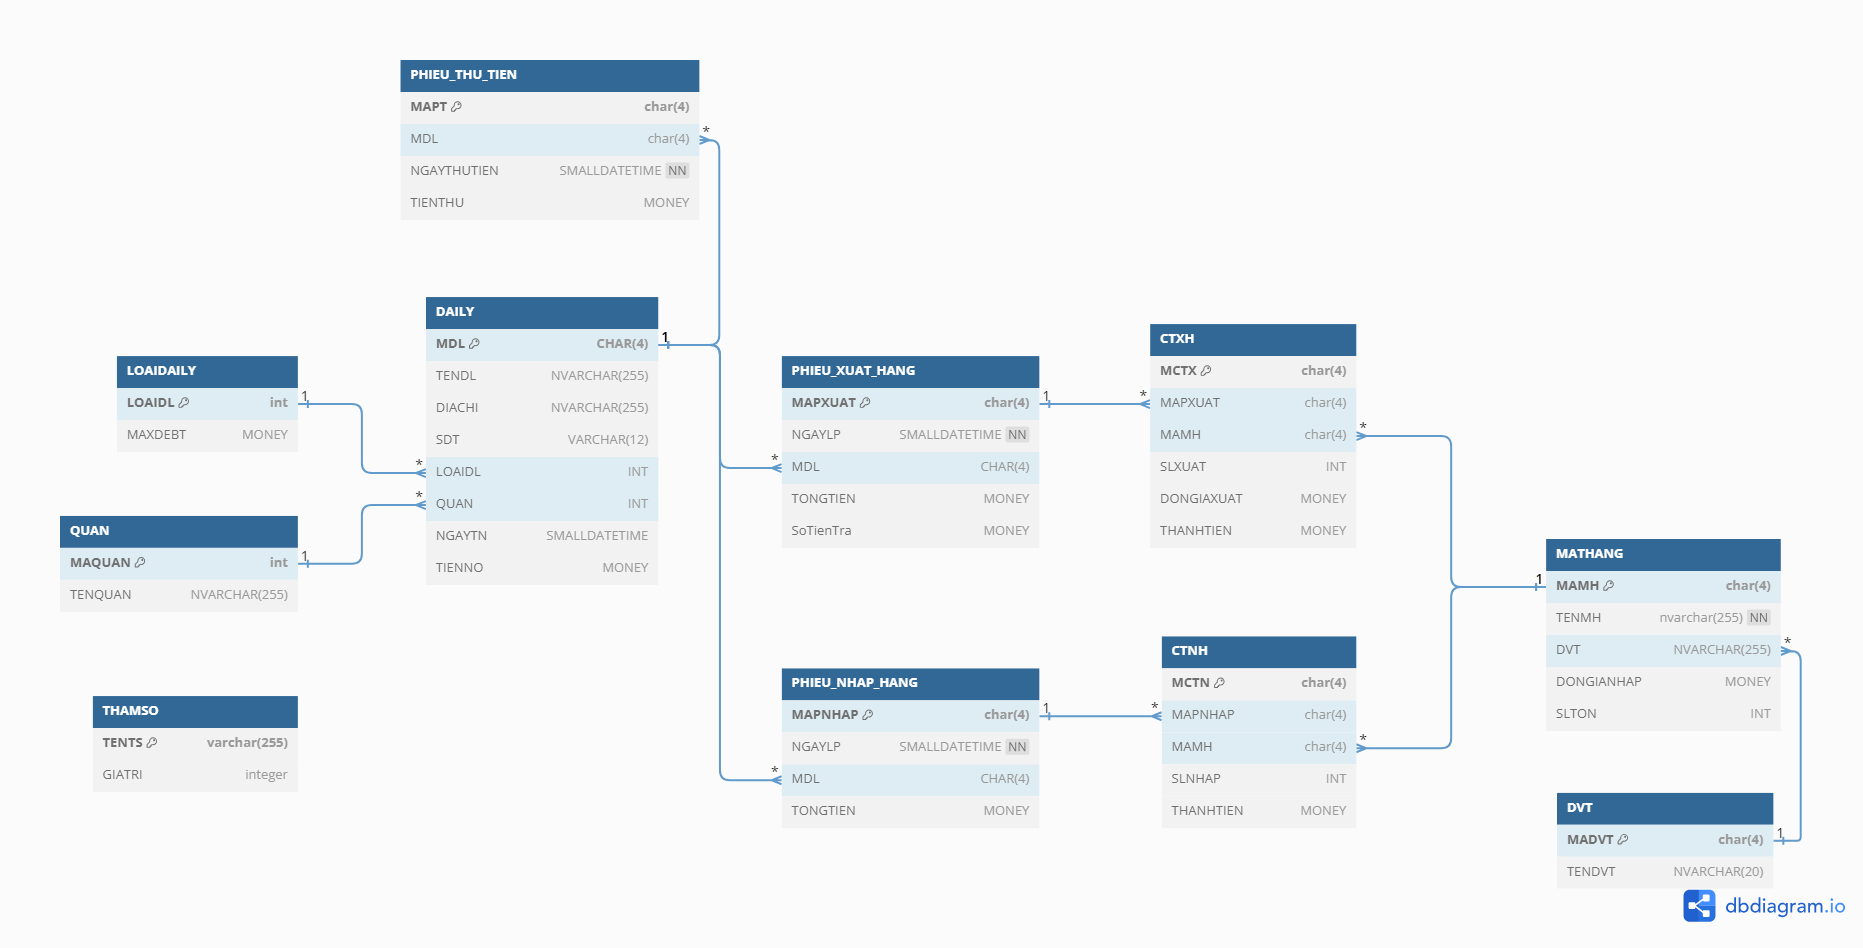 PHIEU_THU_TIEN
MAPT char(4)
MDL char(4)
NGAYTHUTIEN SMALLDATETIME NN
TIENTHU MONEY
*
DAILY
MDL CHAR(4)
TENDL NVARCHAR(255)
DIACHI NVARCHAR(255)
SDT VARCHAR(12)
LOAIDL INT
QUAN INT
NGAYTN SMALLDATETIME
TIENNO MONEY
1
*
*
LOAIDAILY
LOAIDL int
MAXDEBT MONEY
1
QUAN
MAQUAN int
TENQUAN NVARCHAR(255)
1
THAMSO
TENTS varchar(255)
GIATRI integer
PHIEU_XUAT_HANG
MAPXUAT char(4)
NGAYLP SMALLDATETIME NN
MDL CHAR(4)
TONGTIEN MONEY
SoTienTra MONEY
1
*
CTXH
MCTX char(4)
MAPXUAT char(4)
MAMH char(4)
SLXUAT INT
DONGIAXUAT MONEY
THANHTIEN MONEY
*
*
PHIEU_NHAP_HANG
MAPNHAP char(4)
NGAYLP SMALLDATETIME NN
MDL CHAR(4)
TONGTIEN MONEY
1
*
CTNH
MCTN char(4)
MAPNHAP char(4)
MAMH char(4)
SLNHAP INT
THANHTIEN MONEY
*
*
MATHANG
MAMH char(4)
TENMH nvarchar(255) NN
DVT NVARCHAR(255)
DONGIANHAP MONEY
SLTON INT
1
*
DVT
MADVT char(4)
TENDVT NVARCHAR(20)
1
dbdiagram.io